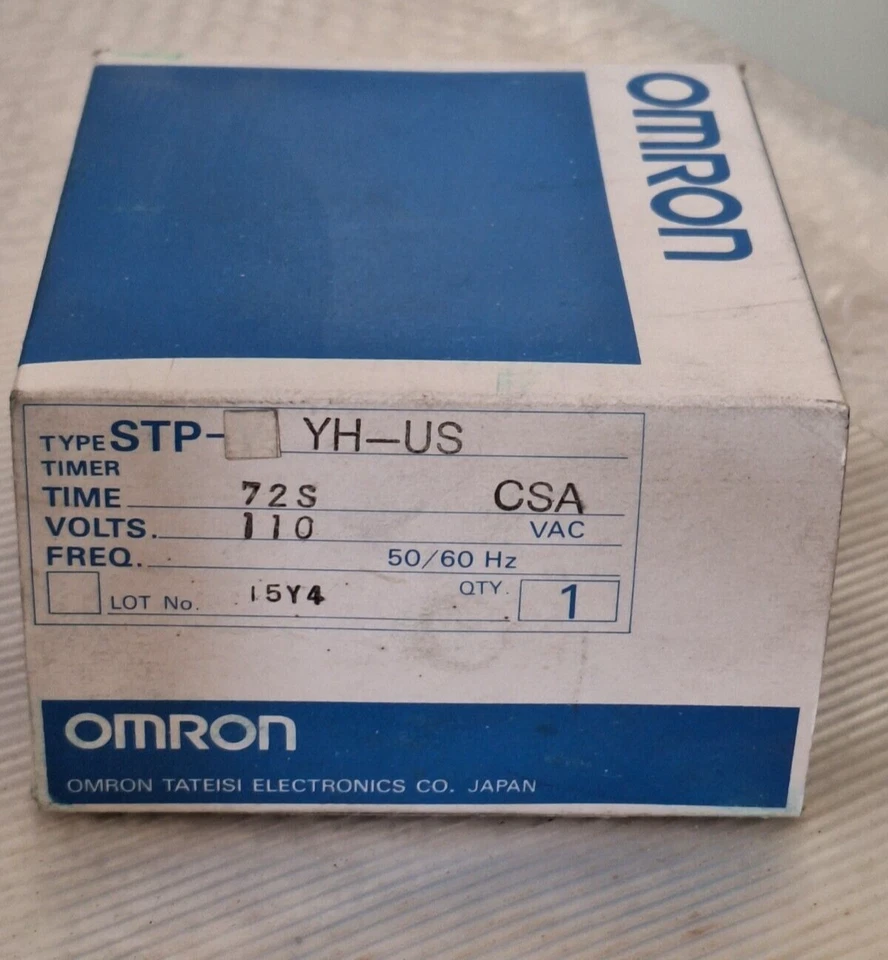 OMRON
TYPE STP- YH-US
TIMER
TIME 72S CSA
VOLTS. 110 VAC
FREQ. 50/60 Hz
LOT No. 15Y4 QTY. 1
OMRON
OMRON TATEISI ELECTRONICS CO. JAPAN